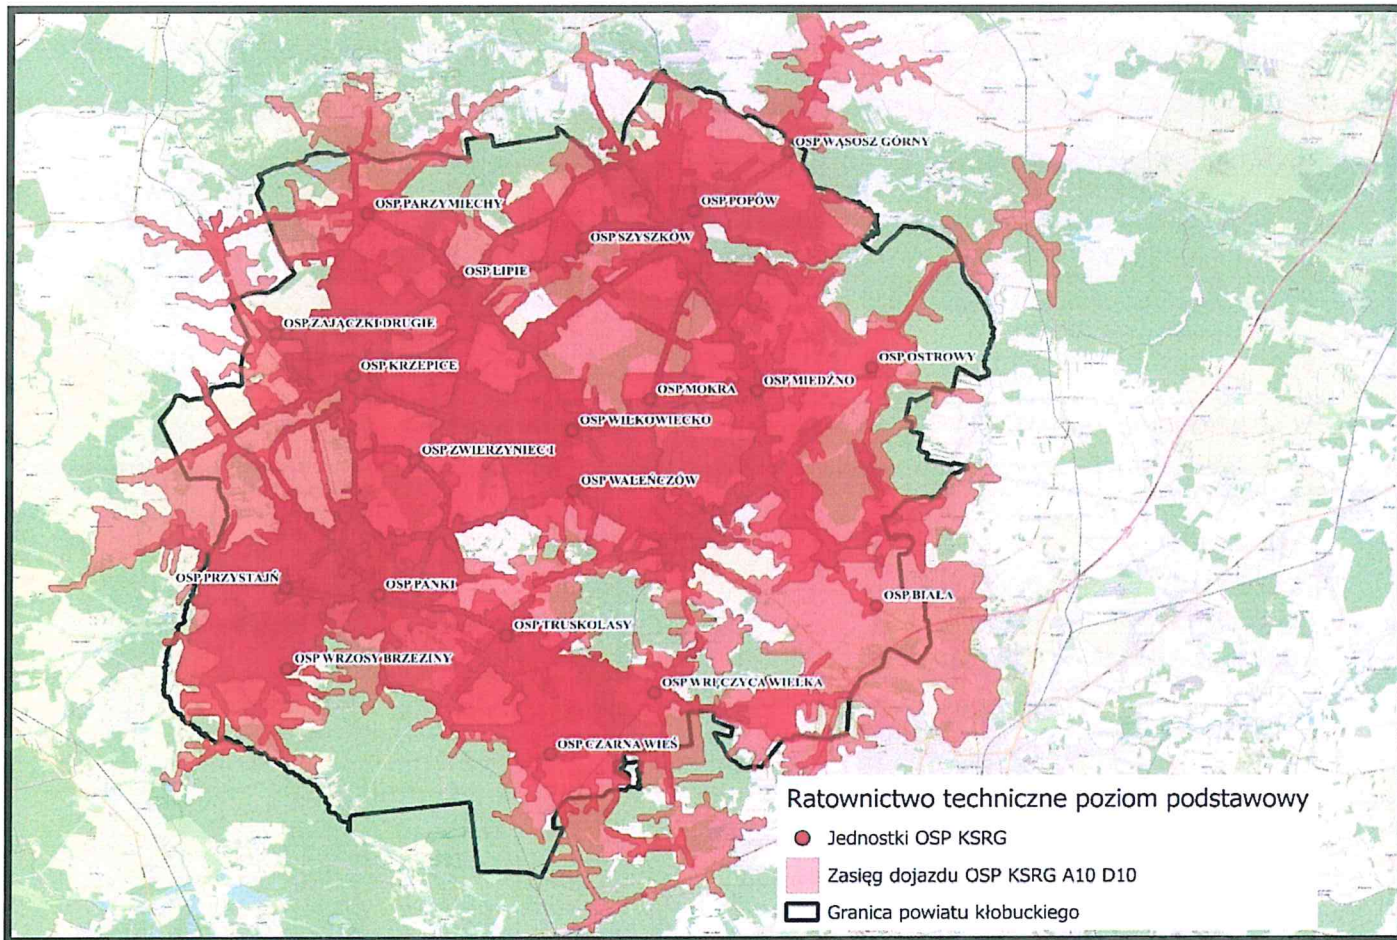 OSP WĄSOSZ GÓRNY
OSP PARZYMIECHY
OSP POPÓW
OSP SZYSZKÓW
OSP LIPIE
OSP ZAJĄCZKI DRUGIE
OSP OSTROWY
OSP KRZEPICE
OSP MOKRA
OSP MIEDŹNO
OSP WILKOWIECKO
OSP ZWIERZYNIEC I
OSP WALEŃCZÓW
OSP PRZYSTAJŃ
OSP PANKI
OSP BIAŁA
OSP TRUSKOLASY
OSP WRZOSY BRZEZINY
OSP WRĘCZYCA WIELKA
OSP CZARNA WIEŚ
Ratownictwo techniczne poziom podstawowy
Jednostki OSP KSRG
Zasięg dojazdu OSP KSRG A10 D10
Granica powiatu kłobuckiego